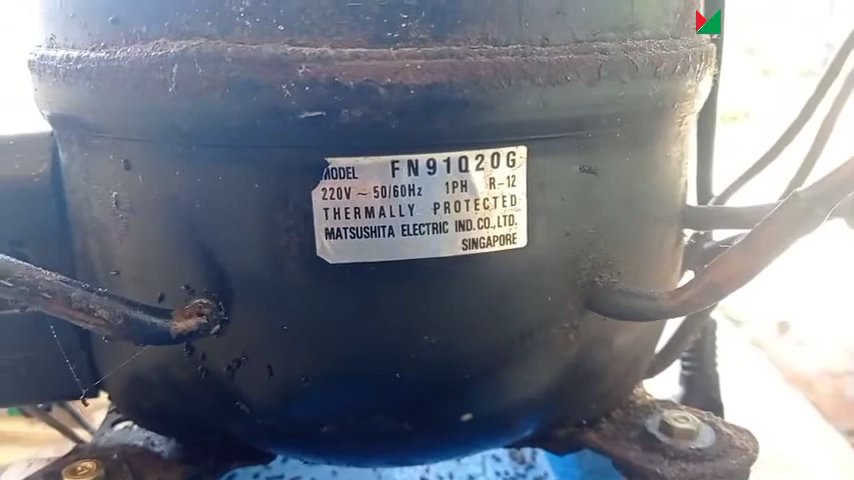 MODEL FN91Q20G
220V ~ 50/60Hz 1PH R-12
THERMALLY PROTECTED
MATSUSHITA ELECTRIC IND.CO.,LTD.
SINGAPORE